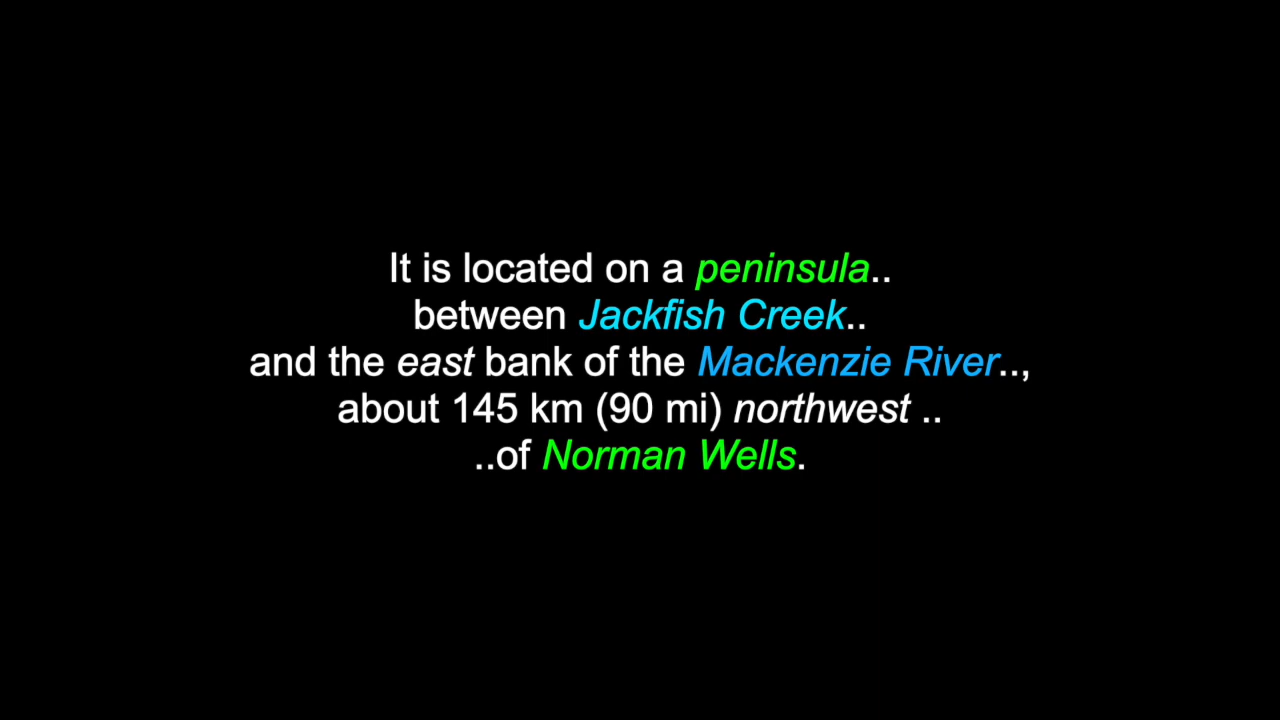 It is located on a peninsula..
between Jackfish Creek..
and the east bank of the Mackenzie River..,
about 145 km (90 mi) northwest ..
..of Norman Wells.